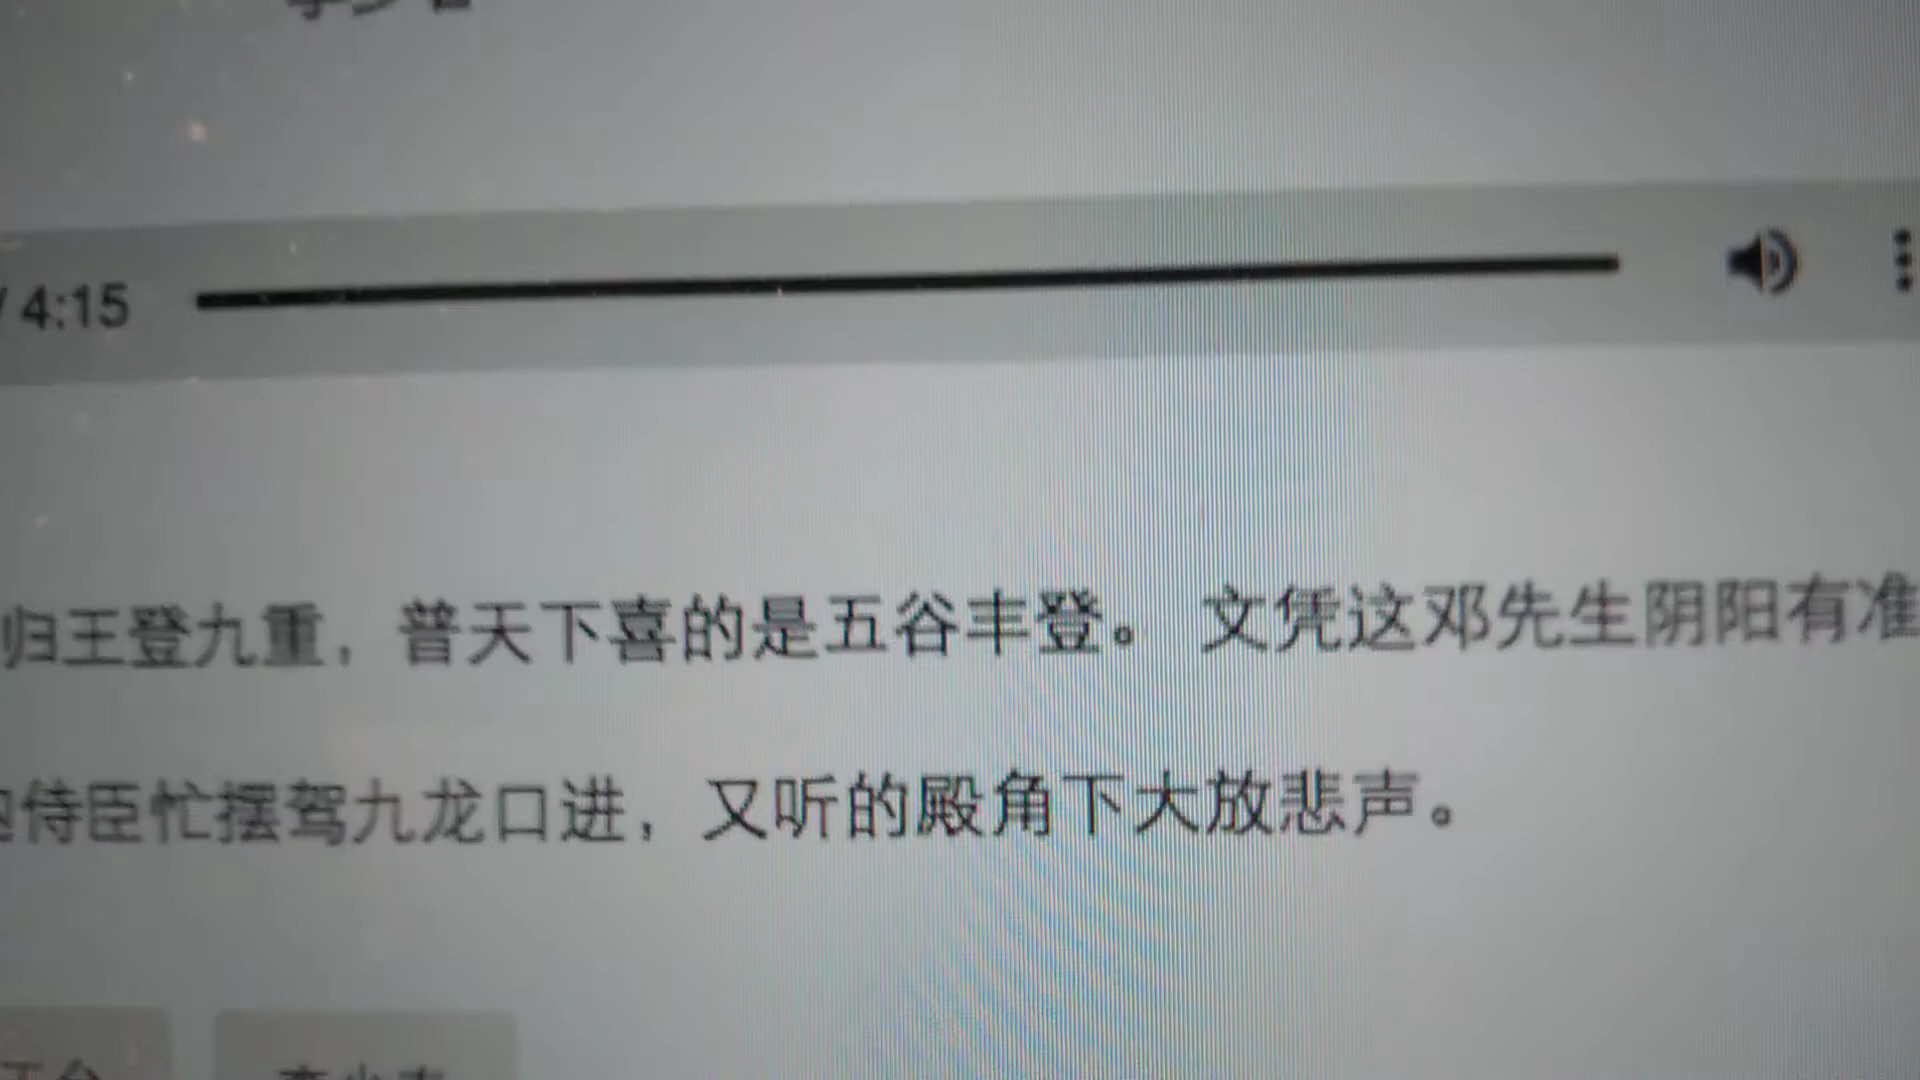 / 4:15
归王登九重，普天下喜的是五谷丰登。 文凭这邓先生阴阳有准
侍臣忙摆驾九龙口进，又听的殿角下大放悲声。